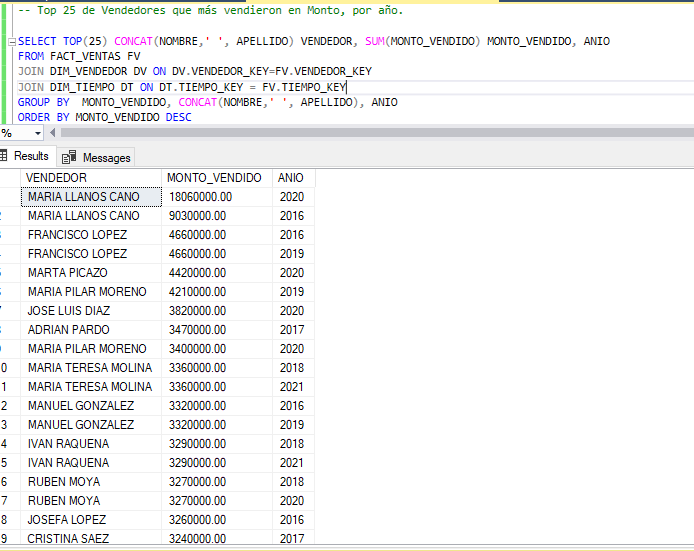 -- Top 25 de Vendedores que más vendieron en Monto, por año.
SELECT TOP(25) CONCAT(NOMBRE,' ', APELLIDO) VENDEDOR, SUM(MONTO_VENDIDO) MONTO_VENDIDO, ANIO
FROM FACT_VENTAS FV
JOIN DIM_VENDEDOR DV ON DV.VENDEDOR_KEY=FV.VENDEDOR_KEY
JOIN DIM_TIEMPO DT ON DT.TIEMPO_KEY = FV.TIEMPO_KEY
GROUP BY  MONTO_VENDIDO, CONCAT(NOMBRE,' ', APELLIDO), ANIO
ORDER BY MONTO_VENDIDO DESC
%
Results Messages
VENDEDOR MONTO_VENDIDO ANIO
MARIA LLANOS CANO 18060000.00 2020
2 MARIA LLANOS CANO 9030000.00 2016
3 FRANCISCO LOPEZ 4660000.00 2016
4 FRANCISCO LOPEZ 4660000.00 2019
5 MARTA PICAZO 4420000.00 2020
6 MARIA PILAR MORENO 4210000.00 2019
7 JOSE LUIS DIAZ 3820000.00 2020
8 ADRIAN PARDO 3470000.00 2017
9 MARIA PILAR MORENO 3400000.00 2020
0 MARIA TERESA MOLINA 3360000.00 2018
1 MARIA TERESA MOLINA 3360000.00 2021
2 MANUEL GONZALEZ 3320000.00 2016
3 MANUEL GONZALEZ 3320000.00 2019
4 IVAN RAQUENA 3290000.00 2018
5 IVAN RAQUENA 3290000.00 2021
6 RUBEN MOYA 3270000.00 2018
7 RUBEN MOYA 3270000.00 2020
8 JOSEFA LOPEZ 3260000.00 2016
9 CRISTINA SAEZ 3240000.00 2017